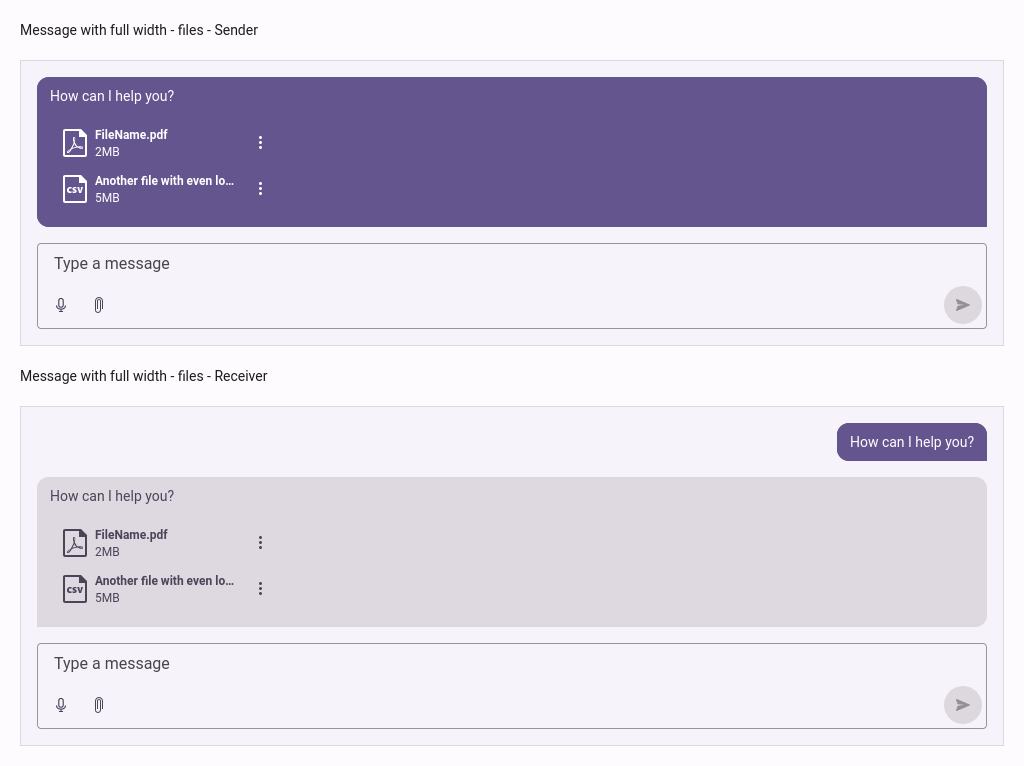 Message with full width - files - Sender
How can I help you?
FileName.pdf
2MB
CSV
Another file with even lo...
5MB
Type a message
Message with full width - files - Receiver
How can I help you?
How can I help you?
FileName.pdf
2MB
CSV
Another file with even lo...
5MB
Type a message